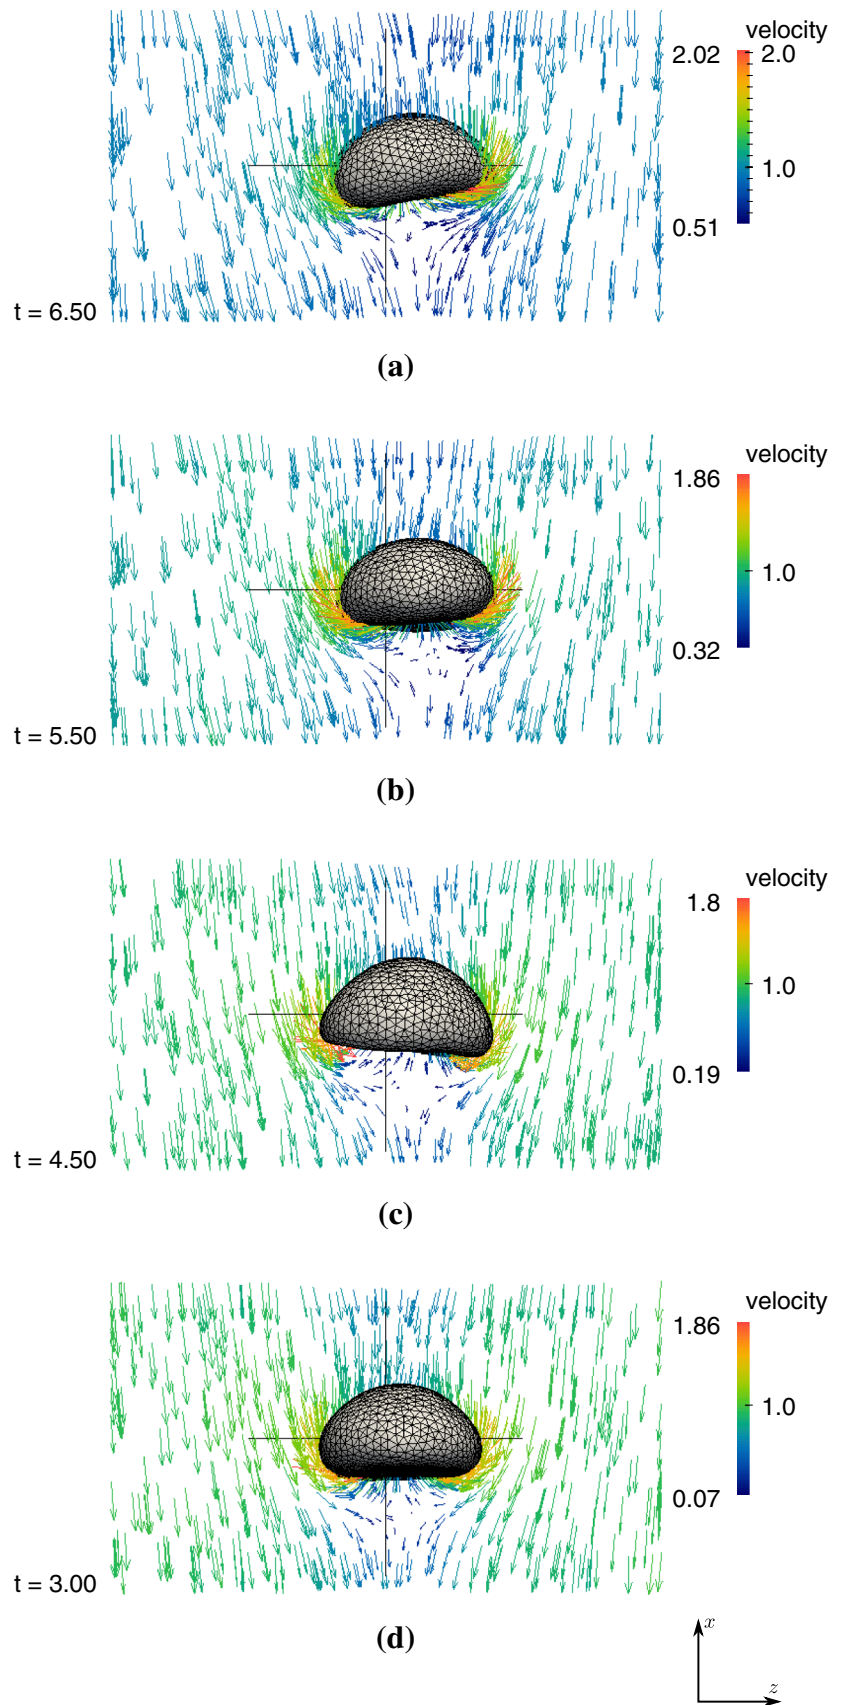 velocity
2.02
2.0
1.0
0.51
t = 6.50
(a)
velocity
1.86
1.0
0.32
t = 5.50
(b)
velocity
1.8
1.0
0.19
t = 4.50
(c)
velocity
1.86
1.0
0.07
t = 3.00
(d)
x
z